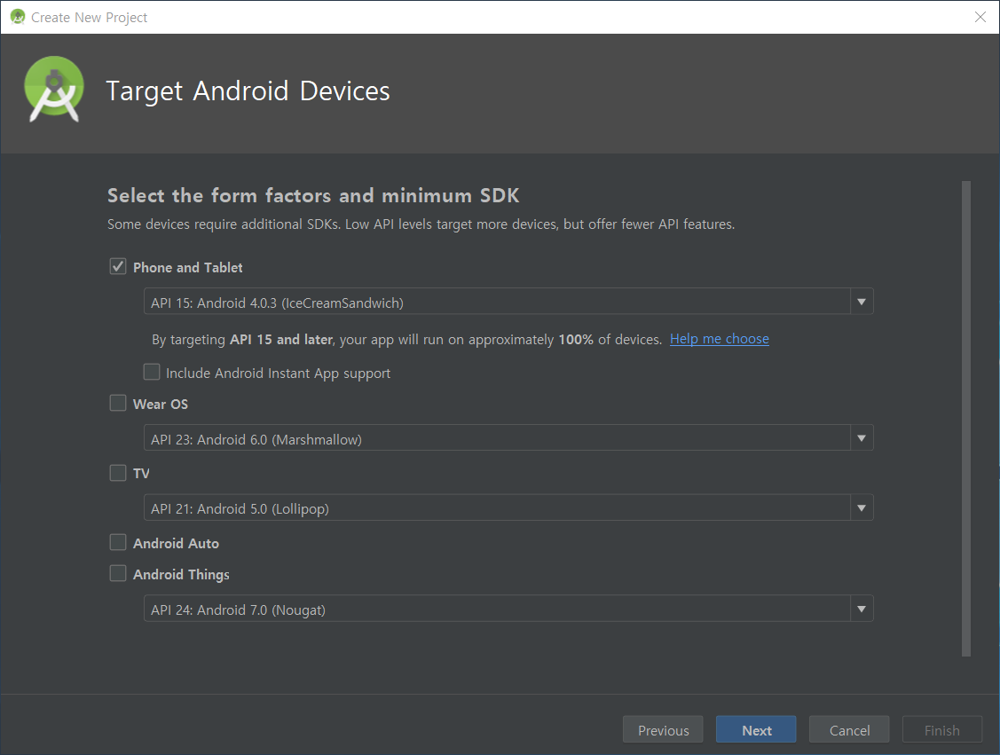 Create New Project
Target Android Devices
Select the form factors and minimum SDK
Some devices require additional SDKs. Low API levels target more devices, but offer fewer API features.
Phone and Tablet
API 15: Android 4.0.3 (IceCreamSandwich)
By targeting API 15 and later, your app will run on approximately 100% of devices. Help me choose
Include Android Instant App support
Wear OS
API 23: Android 6.0 (Marshmallow)
TV
API 21: Android 5.0 (Lollipop)
Android Auto
Android Things
API 24: Android 7.0 (Nougat)
Previous Next Cancel Finish